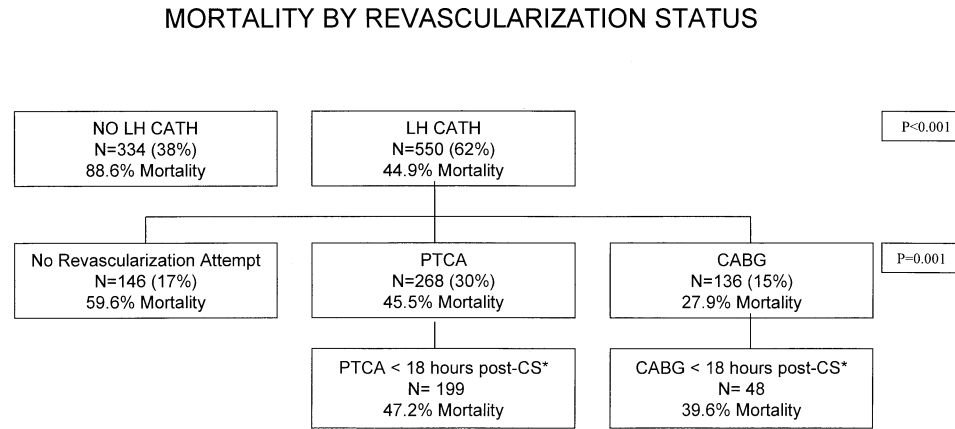 MORTALITY BY REVASCULARIZATION STATUS
NO LH CATH
N=334 (38%)
88.6% Mortality
LH CATH
N=550 (62%)
44.9% Mortality
P<0.001
No Revascularization Attempt
N=146 (17%)
59.6% Mortality
PTCA
N=268 (30%)
45.5% Mortality
CABG
N=136 (15%)
27.9% Mortality
P=0.001
PTCA < 18 hours post-CS*
N= 199
47.2% Mortality
CABG < 18 hours post-CS*
N= 48
39.6% Mortality